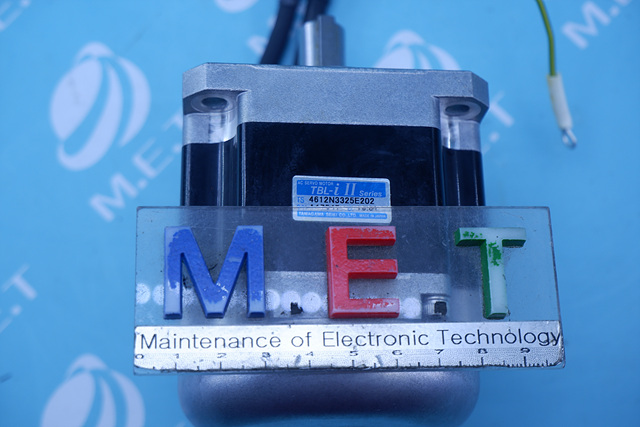 AC SERVO MOTOR
TBL-i II Series
TS 4612N3325E202
M.E.T
Maintenance of Electronic Technology
0 1 2 3 4 5 6 7 8 9
M.E.T
M.E.T
M.E.T